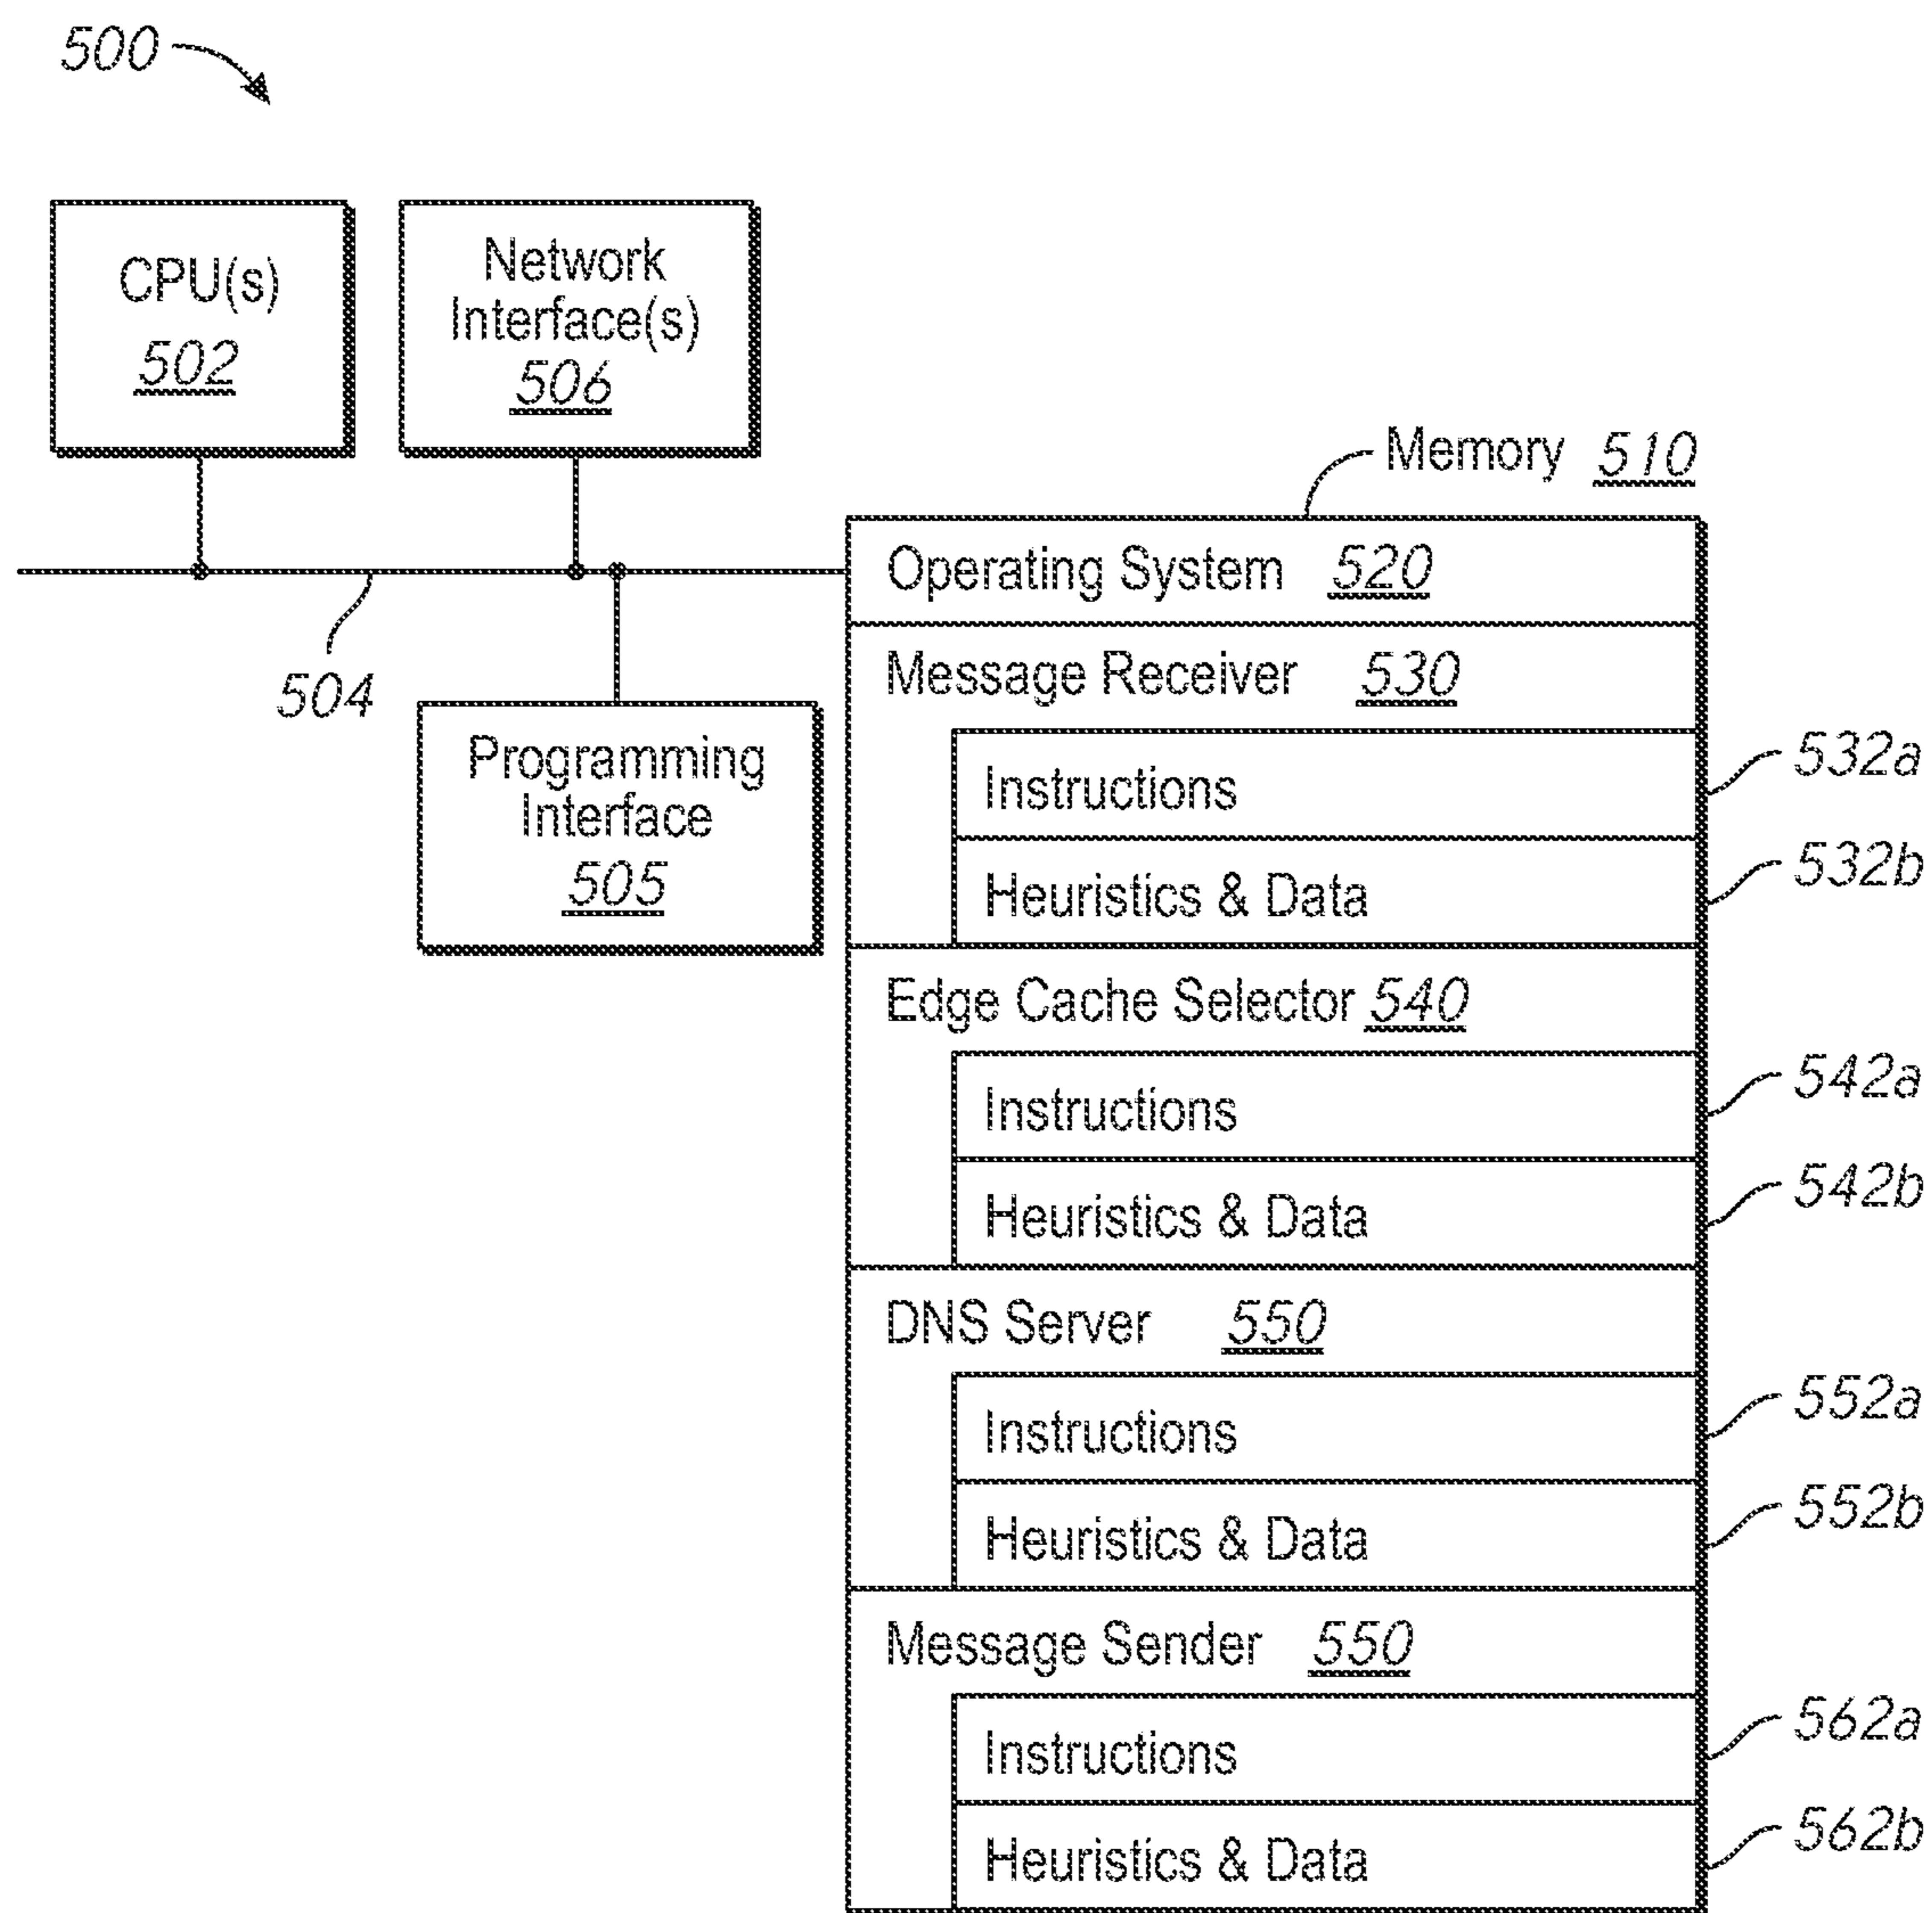 500
CPU(s)
502
Network
Interface(s)
506
Memory 510
504
Programming
Interface
505
Operating System 520
Message Receiver 530
Instructions
532a
Heuristics & Data
532b
Edge Cache Selector 540
Instructions
542a
Heuristics & Data
542b
DNS Server 550
Instructions
552a
Heuristics & Data
552b
Message Sender 550
Instructions
562a
Heuristics & Data
562b